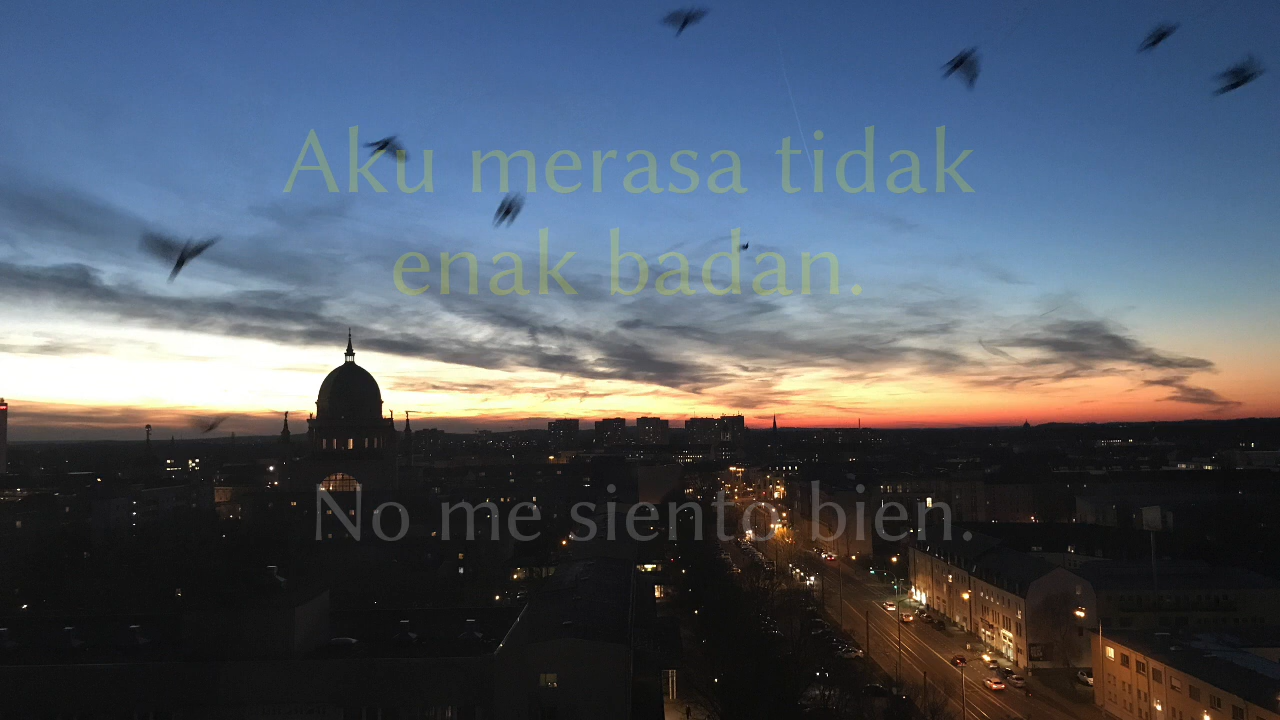 Aku merasa tidak
enak badan.
No me siento bien.